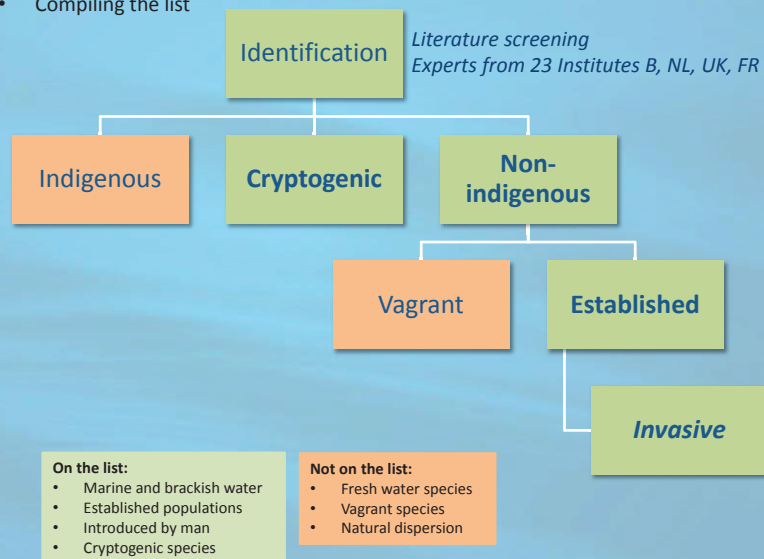 • Compiling the list
Identification
Literature screening
Experts from 23 Institutes B, NL, UK, FR
Indigenous
Cryptogenic
Non-
indigenous
Vagrant
Established
Invasive
On the list:
• Marine and brackish water
• Established populations
• Introduced by man
• Cryptogenic species
Not on the list:
• Fresh water species
• Vagrant species
• Natural dispersion